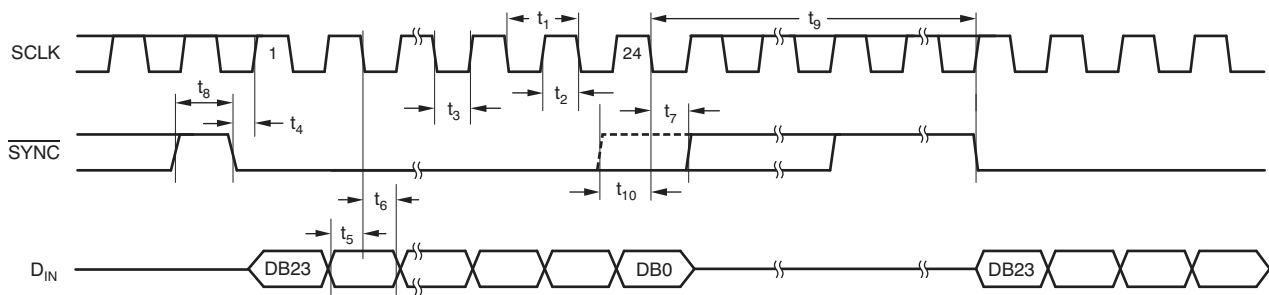 t1 t9
SCLK 1 24
t8 t3 t2 t7
t4
SYNC
t10
t6
t5
DIN DB23 DB0 DB23